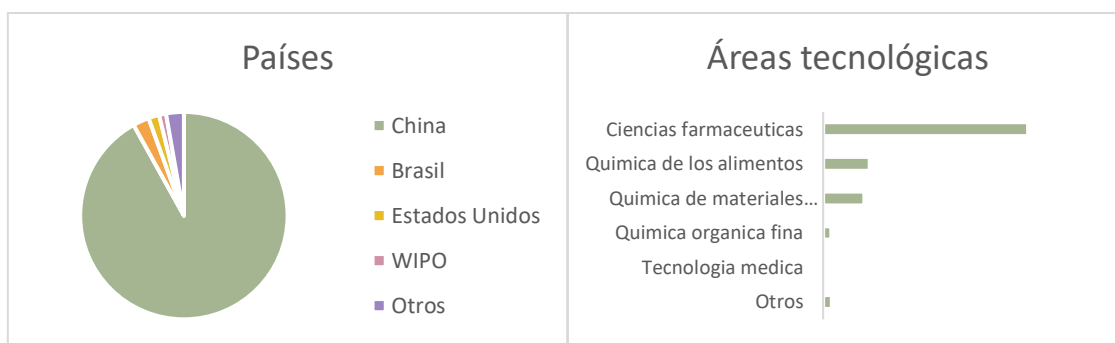 Países
China
Brasil
Estados Unidos
WIPO
Otros
Áreas tecnológicas
Ciencias farmaceuticas
Quimica de los alimentos
Quimica de materiales...
Quimica organica fina
Tecnologia medica
Otros